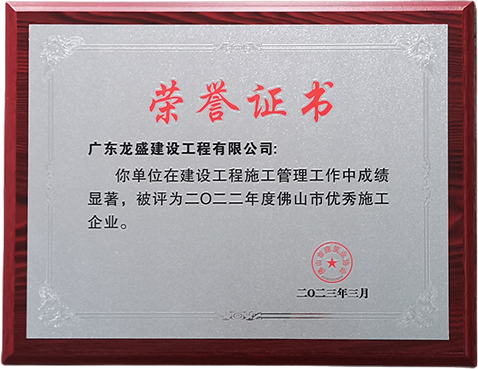 荣誉证书
广东龙盛建设工程有限公司:
你单位在建设工程施工管理工作中成绩
显著，被评为二〇二二年度佛山市优秀施工
企业。
二〇二三年三月